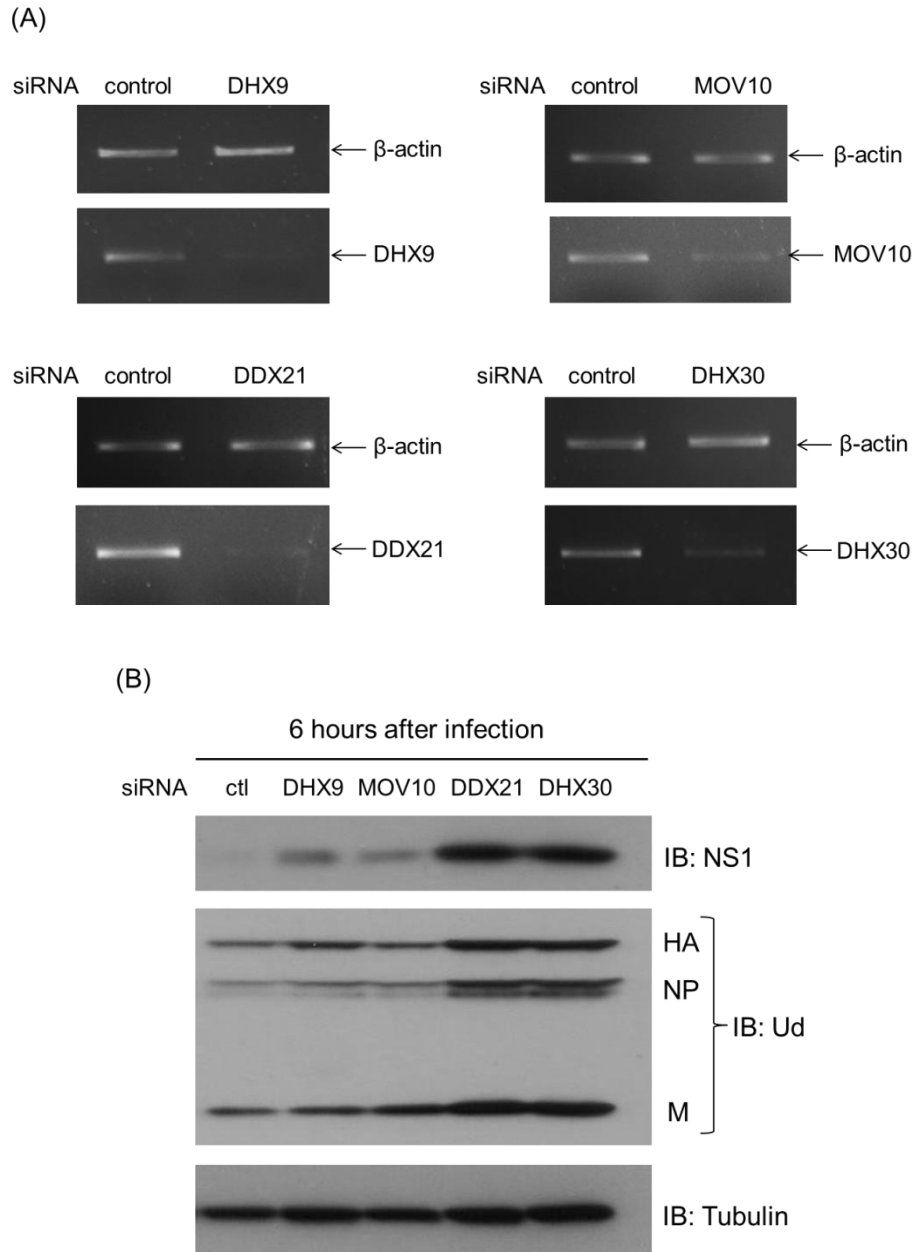 (A)
siRNA control DHX9
β-actin
DHX9
siRNA control MOV10
β-actin
MOV10
siRNA control DDX21
β-actin
DDX21
siRNA control DHX30
β-actin
DHX30
(B)
6 hours after infection
siRNA ctl DHX9 MOV10 DDX21 DHX30
IB: NS1
HA
NP
M
IB: Ud
IB: Tubulin